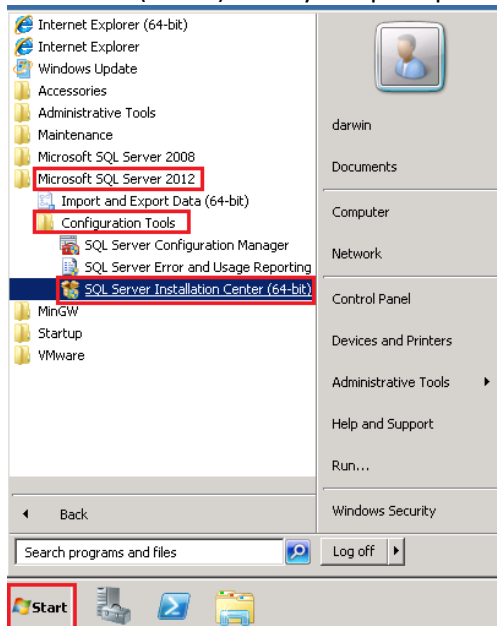 Internet Explorer (64-bit)
Internet Explorer
Windows Update
Accessories
Administrative Tools
Maintenance
Microsoft SQL Server 2008
Microsoft SQL Server 2012
Import and Export Data (64-bit)
Configuration Tools
SQL Server Configuration Manager
SQL Server Error and Usage Reporting
SQL Server Installation Center (64-bit)
MinGW
Startup
VMware
Back
Search programs and files
darwin
Documents
Computer
Network
Control Panel
Devices and Printers
Administrative Tools
Help and Support
Run...
Windows Security
Log off
Start